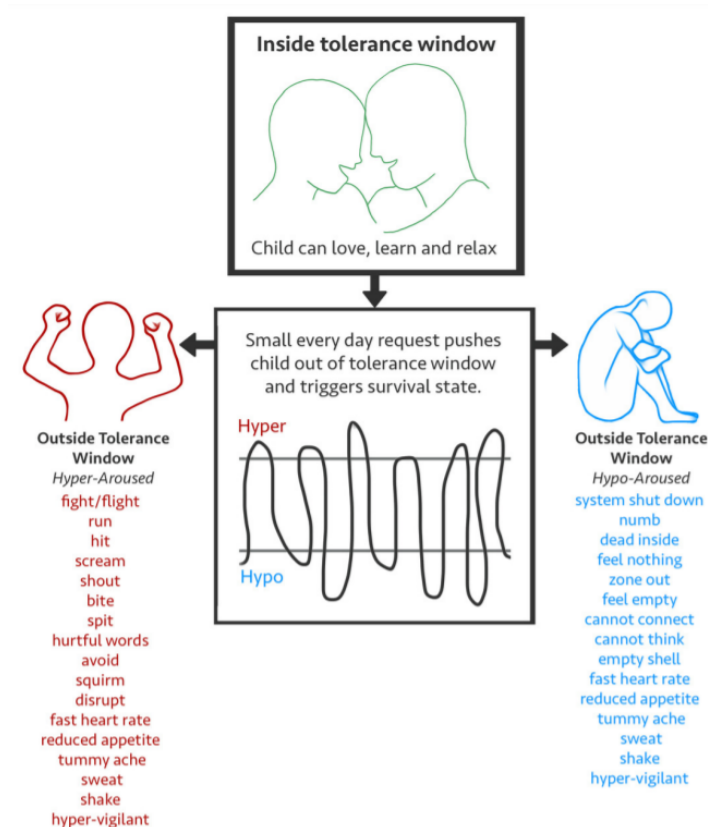 Inside tolerance window
Child can love, learn and relax
Small every day request pushes
child out of tolerance window
and triggers survival state.
Hyper
Hypo
Outside Tolerance
Window
Hyper-Aroused
fight/flight
run
hit
scream
shout
bite
spit
hurtful words
avoid
squirm
disrupt
fast heart rate
reduced appetite
tummy ache
sweat
shake
hyper-vigilant
Outside Tolerance
Window
Hypo-Aroused
system shut down
numb
dead inside
feel nothing
zone out
feel empty
cannot connect
cannot think
empty shell
fast heart rate
reduced appetite
tummy ache
sweat
shake
hyper-vigilant